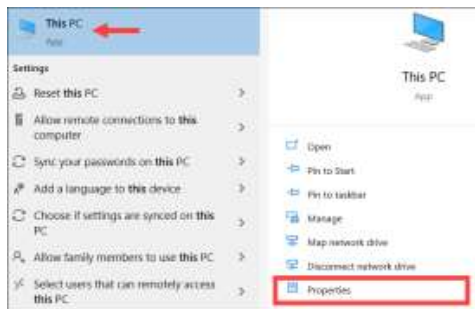 This PC
App
Settings
Reset this PC
Allow remote connections to this
computer
Sync your passwords on this PC
Add a language to this device
Choose if settings are synced on this
PC
Allow family members to use this PC
Select users that can remotely access
this PC
This PC
App
Open
Pin to Start
Pin to taskbar
Manage
Map network drive
Disconnect network drive
Properties